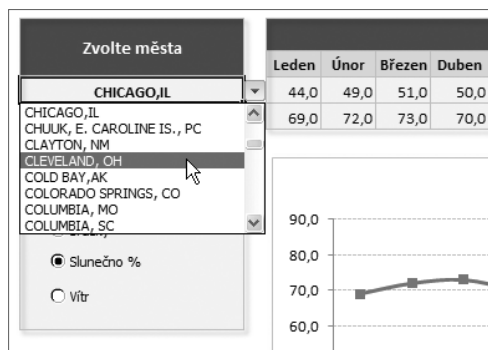 Zvolte města
Leden Únor Březen Duben
CHICAGO,IL
44,0 49,0 51,0 50,0
69,0 72,0 73,0 70,0
CHICAGO,IL
CHUUK, E. CAROLINE IS., PC
CLAYTON, NM
CLEVELAND, OH
COLD BAY,AK
COLORADO SPRINGS, CO
COLUMBIA, MO
COLUMBIA, SC
Slunečno %
Vítr
90,0
80,0
70,0
60,0